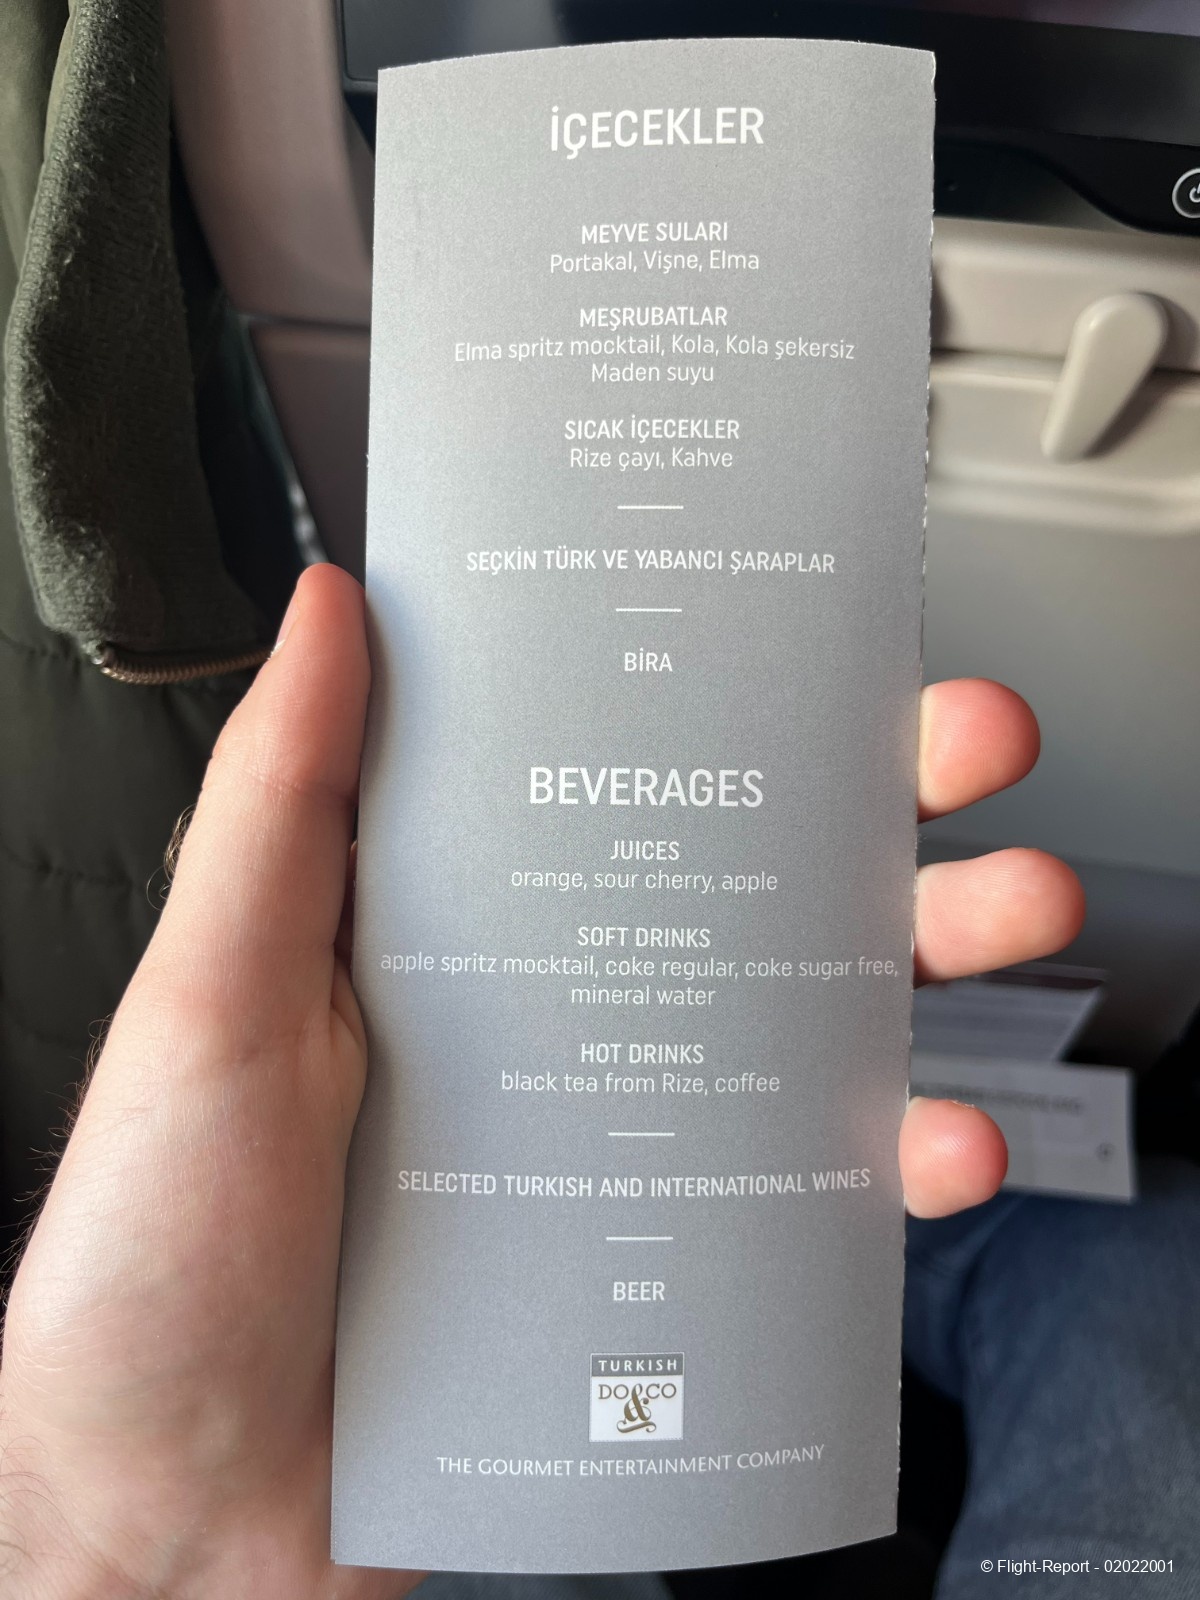 İÇECEKLER
MEYVE SULARI
Portakal, Vişne, Elma
MEŞRUBATLAR
Elma spritz mocktail, Kola, Kola şekersiz
Maden suyu
SICAK İÇECEKLER
Rize çayı, Kahve
SEÇKİN TÜRK VE YABANCI ŞARAPLAR
BİRA
BEVERAGES
JUICES
orange, sour cherry, apple
SOFT DRINKS
apple spritz mocktail, coke regular, coke sugar free,
mineral water
HOT DRINKS
black tea from Rize, coffee
SELECTED TURKISH AND INTERNATIONAL WINES
BEER
TURKISH
DO&CO
THE GOURMET ENTERTAINMENT COMPANY
© Flight-Report - 02022001